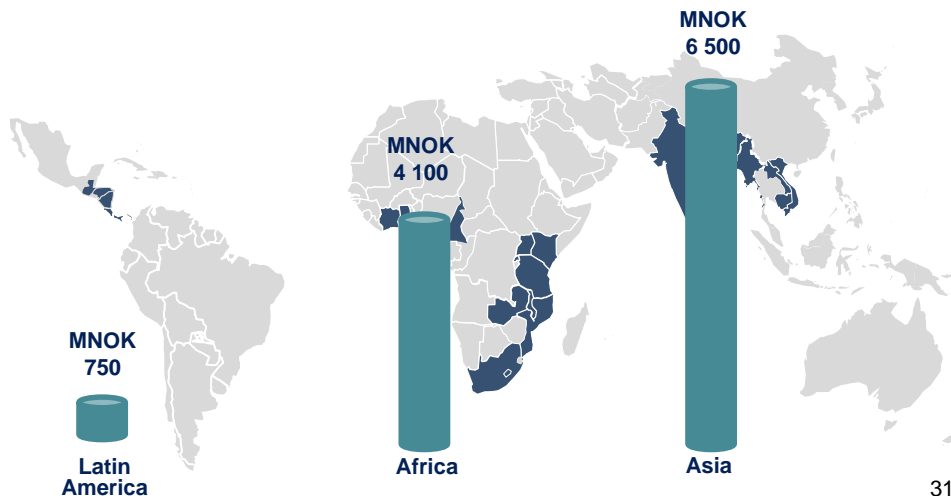 MNOK
6 500
MNOK
4 100
MNOK
750
Latin
America
Africa
Asia
31